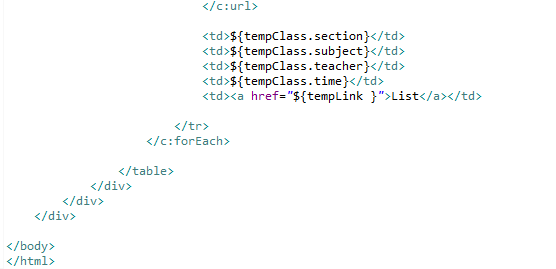 </c:url>
<td>${tempClass.section}</td>
<td>${tempClass.subject}</td>
<td>${tempClass.teacher}</td>
<td>${tempClass.time}</td>
<td><a href="${tempLink }">List</a></td>
</tr>
</c:forEach>
</table>
</div>
</div>
</div>
</body>
</html>